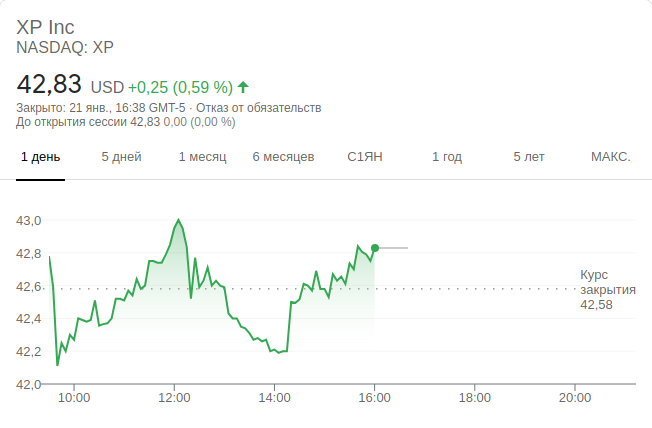 XP Inc
NASDAQ: XP
42,83 USD +0,25 (0,59 %)
Закрыто: 21 янв., 16:38 GMT-5 · Отказ от обязательств
До открытия сессии 42,83 0,00 (0,00 %)
1 день 5 дней 1 месяц 6 месяцев С1ЯН 1 год 5 лет МАКС.
43,0
42,8
42,6
42,4
42,2
42,0
Курс
закрытия
42,58
10:00 12:00 14:00 16:00 18:00 20:00